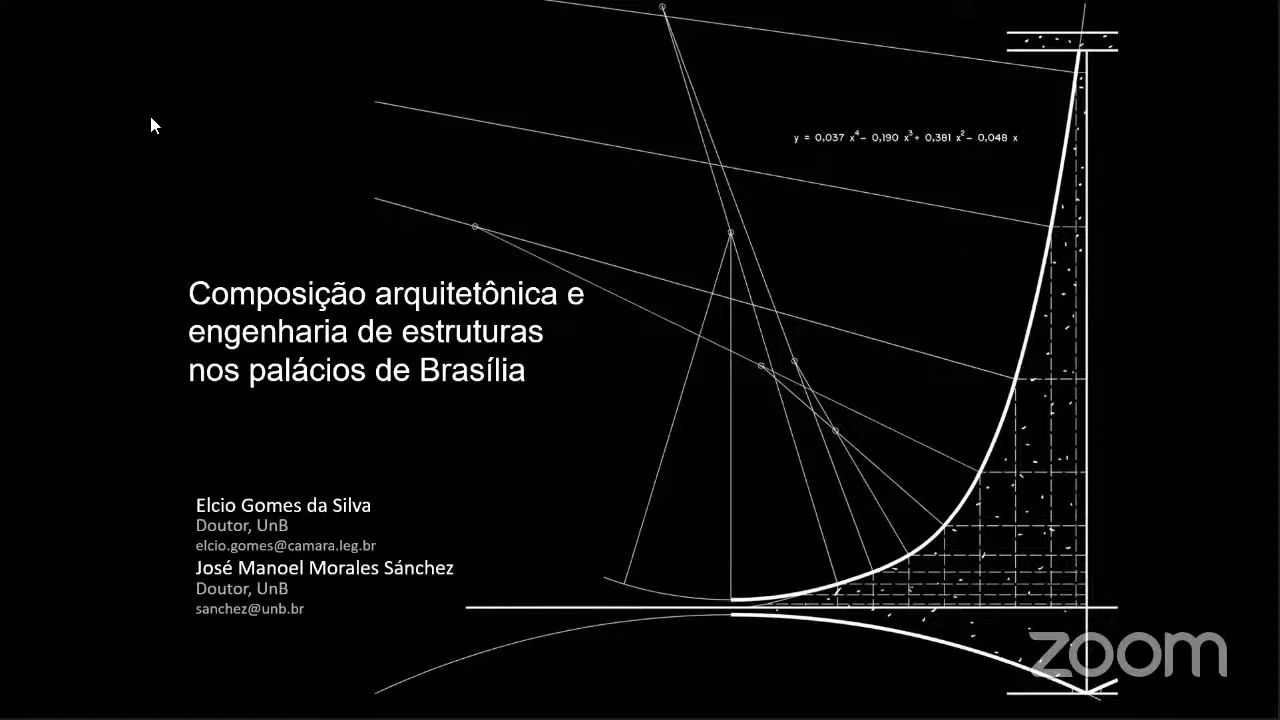 y = 0,037 x⁴– 0,190 x³+ 0,381 x²– 0,048 x
Composição arquitetônica e
engenharia de estruturas
nos palácios de Brasília
Elcio Gomes da Silva
Doutor, UnB
elcio.gomes@camara.leg.br
José Manoel Morales Sánchez
Doutor, UnB
sanchez@unb.br
zoom